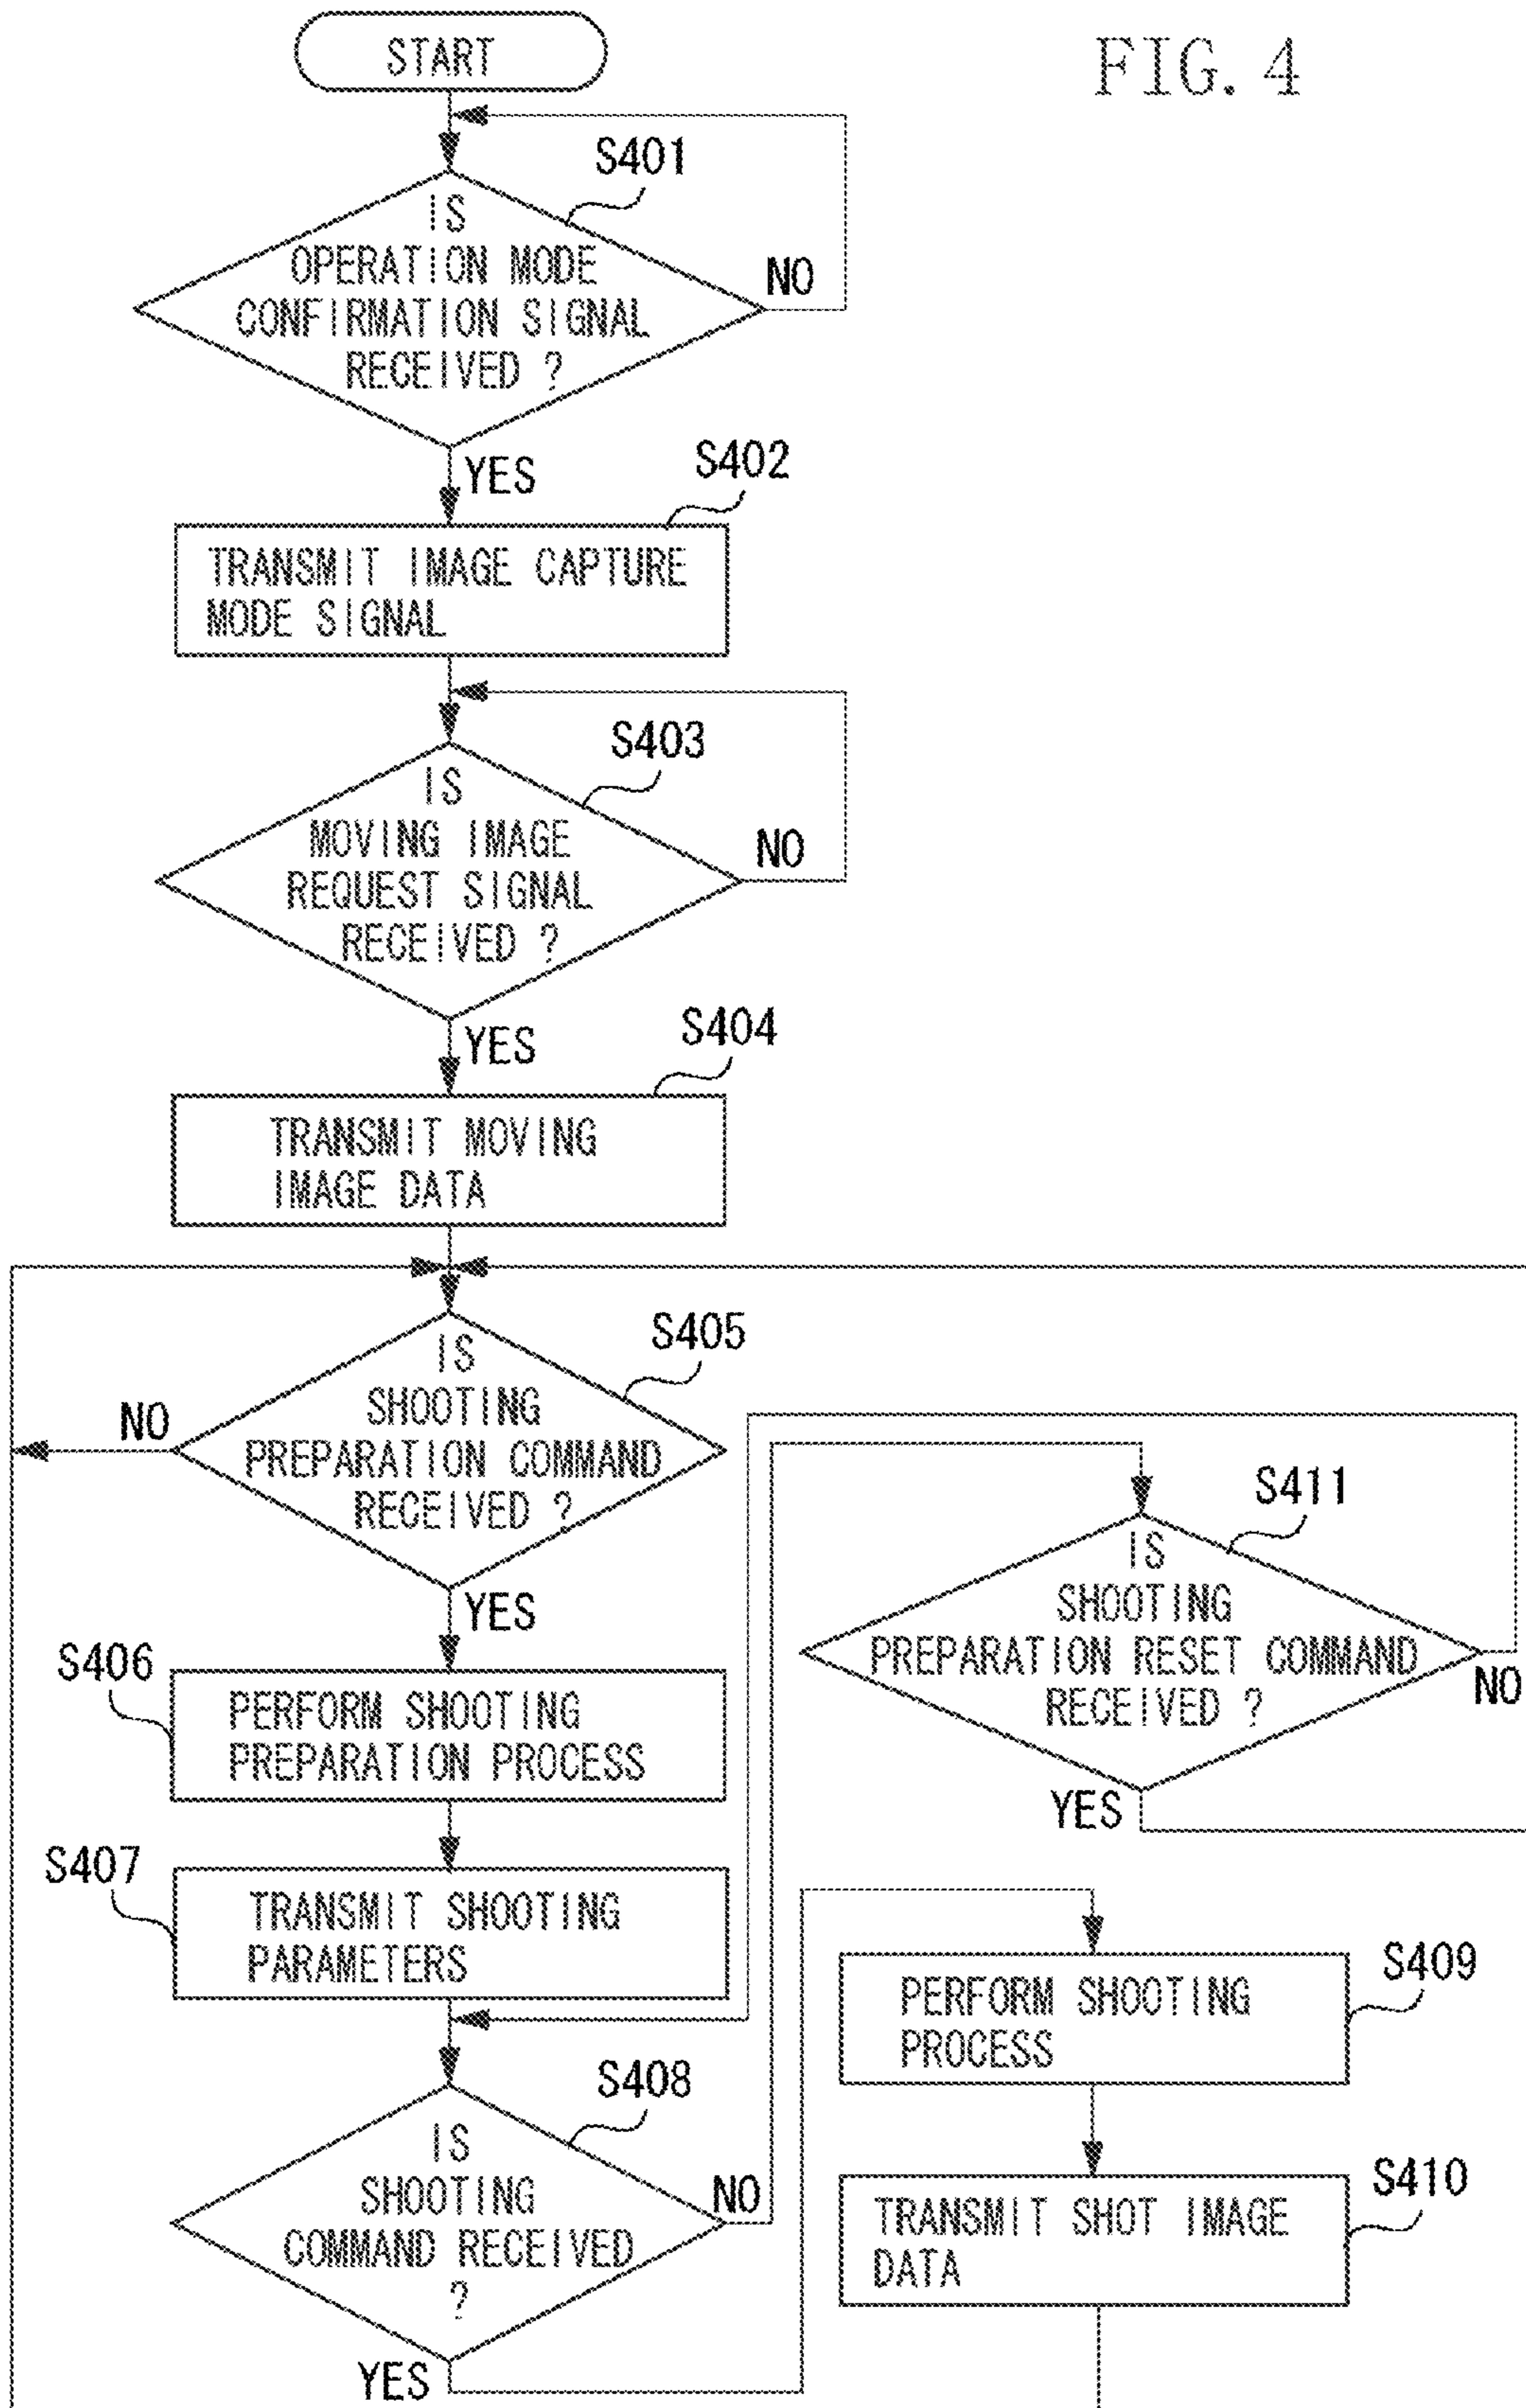 FIG. 4
START
S401
IS
OPERATION MODE
CONFIRMATION SIGNAL
RECEIVED ?
NO
YES
S402
TRANSMIT IMAGE CAPTURE
MODE SIGNAL
S403
IS
MOVING IMAGE
REQUEST SIGNAL
RECEIVED ?
NO
YES
S404
TRANSMIT MOVING
IMAGE DATA
S405
IS
SHOOTING
PREPARATION COMMAND
RECEIVED ?
NO
YES
S406
PERFORM SHOOTING
PREPARATION PROCESS
S407
TRANSMIT SHOOTING
PARAMETERS
S408
IS
SHOOTING
COMMAND RECEIVED
?
NO
YES
S411
IS
SHOOTING
PREPARATION RESET COMMAND
RECEIVED ?
NO
YES
S409
PERFORM SHOOTING
PROCESS
S410
TRANSMIT SHOT IMAGE
DATA